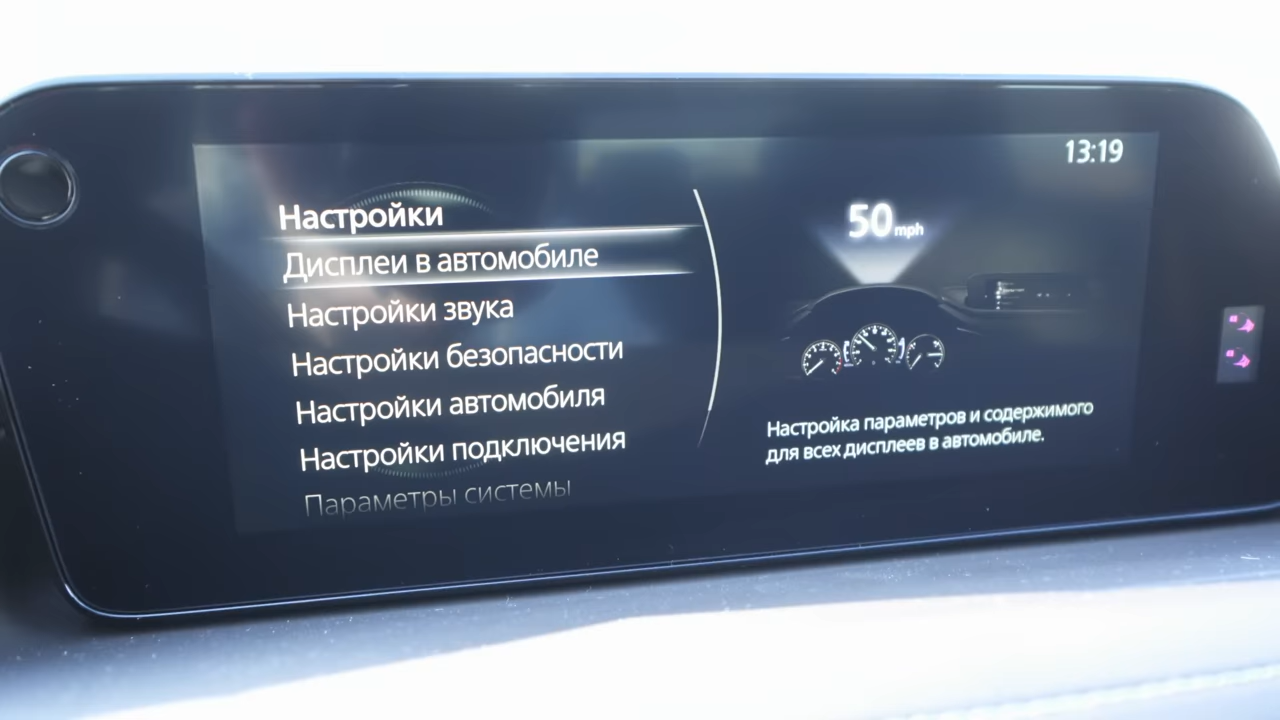 13:19
Настройки
Дисплеи в автомобиле
Настройки звука
Настройки безопасности
Настройки автомобиля
Настройки подключения
Параметры системы
50 mph
Настройка параметров и содержимого
для всех дисплеев в автомобиле.